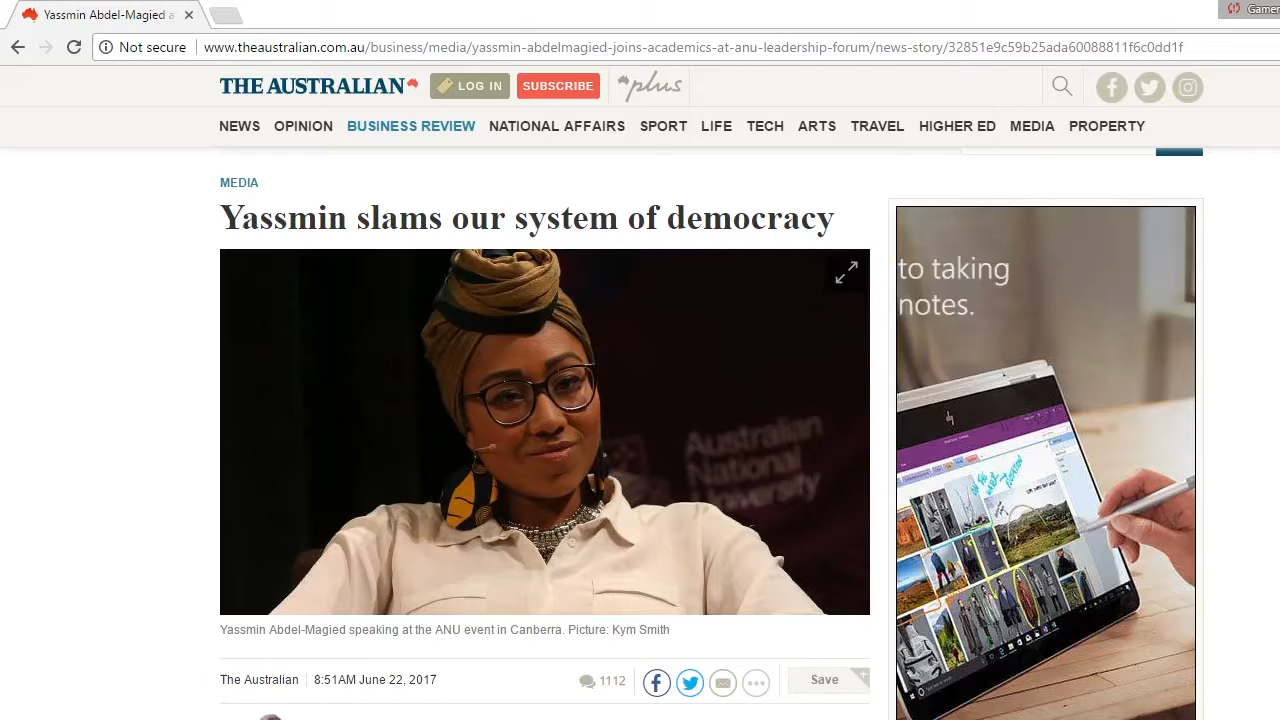 Yassmin Abdel-Magied a
Gamer
Not secure www.theaustralian.com.au/business/media/yassmin-abdelmagied-joins-academics-at-anu-leadership-forum/news-story/32851e9c59b25ada60088811f6c0dd1f
THE AUSTRALIAN LOG IN SUBSCRIBE plus
NEWS OPINION BUSINESS REVIEW NATIONAL AFFAIRS SPORT LIFE TECH ARTS TRAVEL HIGHER ED MEDIA PROPERTY
MEDIA
Yassmin slams our system of democracy
to taking
notes.
Australian
National
University
Yassmin Abdel-Magied speaking at the ANU event in Canberra. Picture: Kym Smith
The Australian 8:51AM June 22, 2017 1112 Save